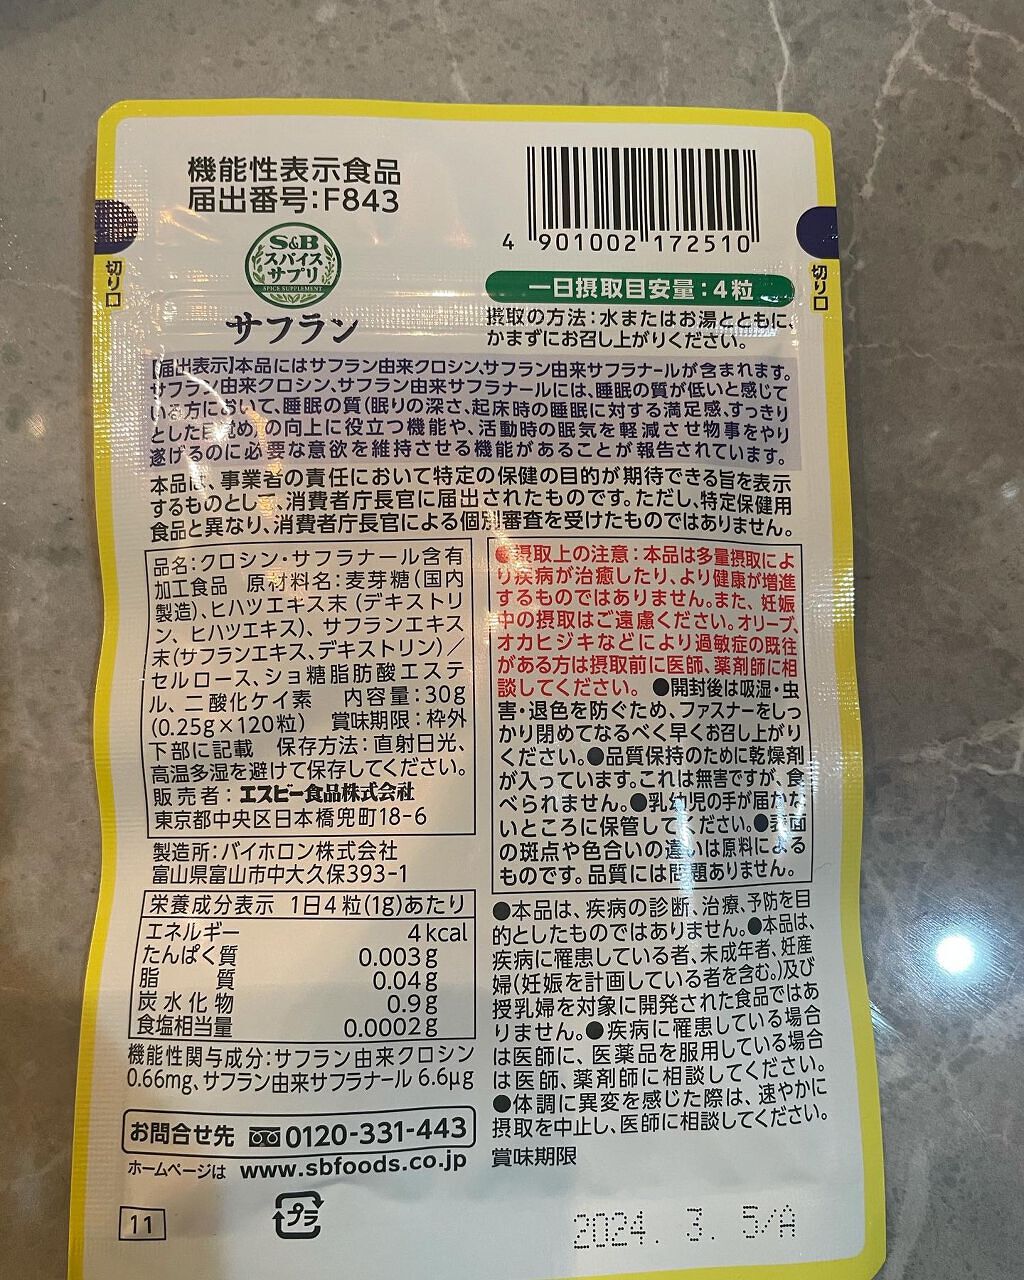 機能性表示食品
届出番号:F843
S&B
スパイス
サプリ
SPICE SUPPLEMENT
サフラン
4 901002 172510
切り口
切り口
一日摂取目安量:4粒
摂取の方法:水またはお湯とともに、
かまずにお召し上がりください。
【届出表示】本品にはサフラン由来クロシン、サフラン由来サフラナールが含まれます。
サフラン由来クロシン、サフラン由来サフラナールには、睡眠の質が低いと感じて
いる方において、睡眠の質(眠りの深さ、起床時の睡眠に対する満足感、すっきり
とした目覚め)の向上に役立つ機能や、活動時の眠気を軽減させ物事をやり
遂げるのに必要な意欲を維持させる機能があることが報告されています。
本品は、事業者の責任において特定の保健の目的が期待できる旨を表示
するものとして、消費者庁長官に届出されたものです。ただし、特定保健用
食品と異なり、消費者庁長官による個別審査を受けたものではありません。
品名:クロシン・サフラナール含有
加工食品 原材料名:麦芽糖(国内
製造)、ヒハツエキス末(デキストリ
ン、ヒハツエキス)、サフランエキス
末(サフランエキス、デキストリン)/
セルロース、ショ糖脂肪酸エステ
ル、二酸化ケイ素 内容量:30g
(0.25g×120粒) 賞味期限:枠外
下部に記載 保存方法:直射日光、
高温多湿を避けて保存してください。
販売者:エスビー食品株式会社
東京都中央区日本橋兜町18-6
製造所:バイホロン株式会社
富山県富山市中大久保393-1
栄養成分表示 1日4粒(1g)あたり
エネルギー 4kcal
たんぱく質 0.003g
脂質 0.04g
炭水化物 0.9g
食塩相当量 0.0002g
機能性関与成分:サフラン由来クロシン
0.66mg、サフラン由来サフラナール 6.6μg
お問合せ先 0120-331-443
ホームページは www.sbfoods.co.jp
11
プラ
●摂取上の注意:本品は多量摂取によ
り疾病が治癒したり、より健康が増進
するものではありません。また、妊娠
中の摂取はご遠慮ください。オリーブ、
オカヒジキなどにより過敏症の既往
がある方は摂取前に医師、薬剤師に相
談してください。●開封後は吸湿・虫
害・退色を防ぐため、ファスナーをしっ
かり閉めてなるべく早くお召し上がり
ください。●品質保持のために乾燥剤
が入っています。これは無害ですが、食
べられません。●乳幼児の手が届かな
いところに保管してください。●表面
の斑点や色合いの違いは原料による
ものです。品質には問題ありません。
●本品は、疾病の診断、治療、予防を目
的としたものではありません。●本品は、
疾病に罹患している者、未成年者、妊産
婦(妊娠を計画している者を含む。)及び
授乳婦を対象に開発された食品ではあ
りません。●疾病に罹患している場合
は医師に、医薬品を服用している場合
は医師、薬剤師に相談してください。
●体調に異変を感じた際は、速やかに
摂取を中止し、医師に相談してください。
賞味期限
2024. 3. 5/A